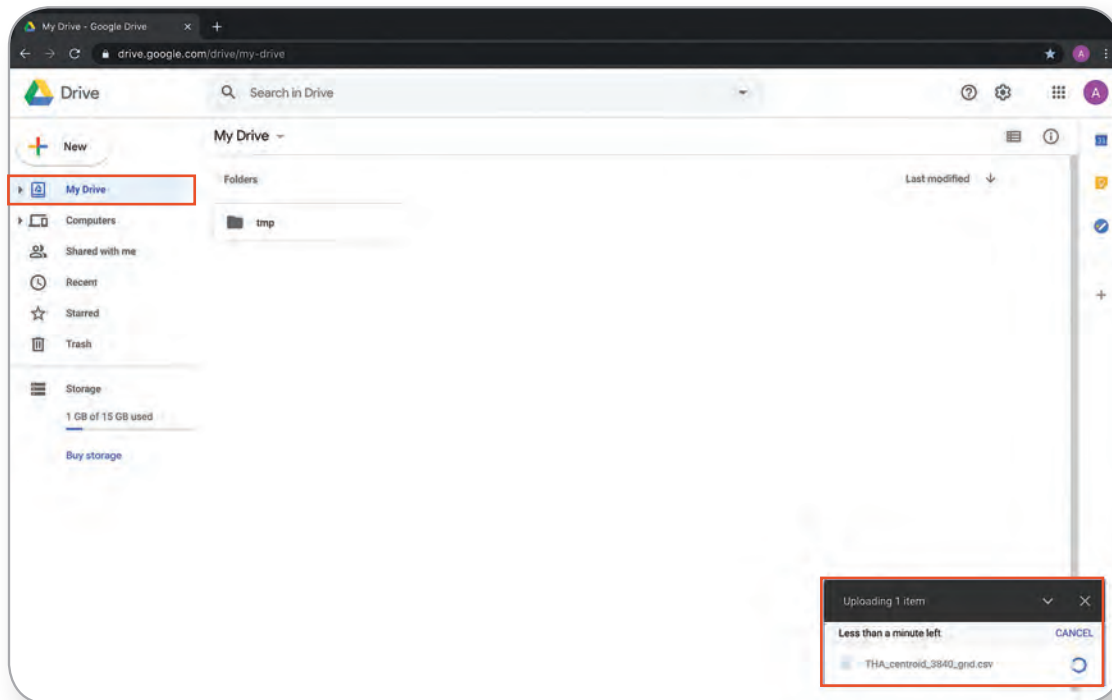 My Drive - Google Drive
drive.google.com/drive/my-drive
A
Drive
Search in Drive
A
New
My Drive
31
My Drive
Folders
Last modified
Computers
tmp
Shared with me
Recent
Starred
Trash
Storage
1 GB of 15 GB used
Buy storage
Uploading 1 item
Less than a minute left
CANCEL
THA_centroid_3840_grid.csv